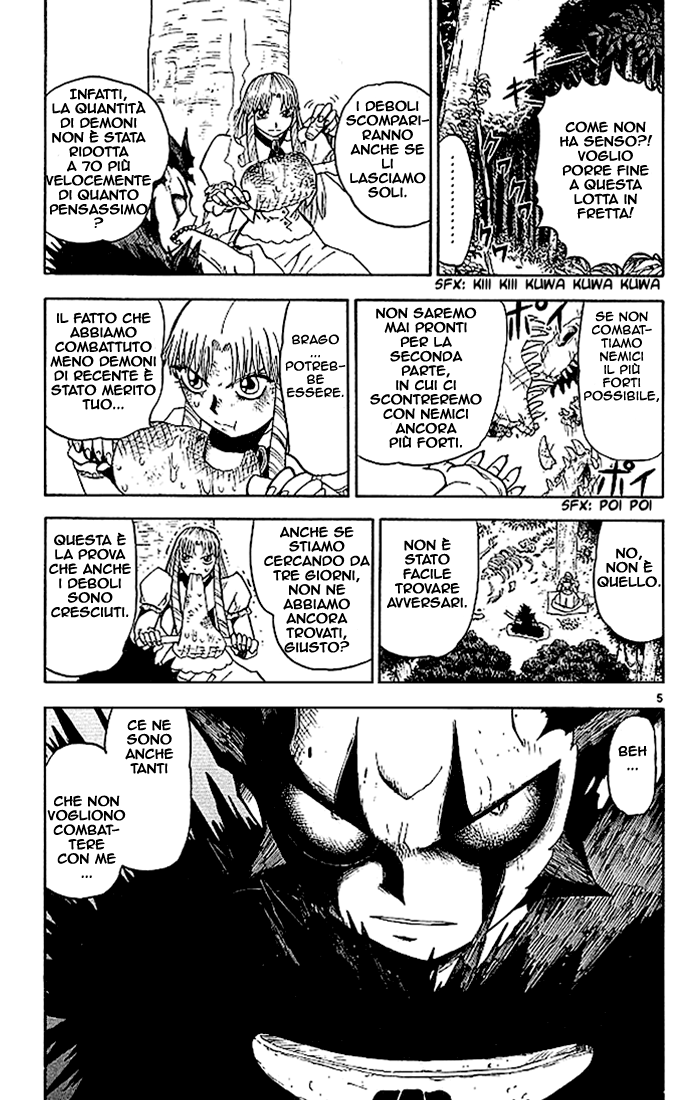 COME NON
HA SENSO?!
VOGLIO
PORRE FINE
A QUESTA
LOTTA IN
FRETTA!
.........
SFX: KIII KIII KUWA KUWA KUWA
I DEBOLI
SCOMPARI-
RANNO
ANCHE SE
LI
LASCIAMO
SOLI.
INFATTI,
LA QUANTITÀ
DI DEMONI
NON È STATA
RIDOTTA
A 70 PIÙ
VELOCEMENTE
DI QUANTO
PENSASSIMO
?
SE NON
COMBAT-
TIAMO
NEMICI
IL PIÙ
FORTI
POSSIBILE,
ポイ
NON SAREMO
MAI PRONTI
PER LA
SECONDA
PARTE,
IN CUI CI
SCONTREREMO
CON NEMICI
ANCORA
PIÙ FORTI.
ポイ
SFX: POI POI
BRAGO
...
POTREB-
BE
ESSERE.
IL FATTO CHE
ABBIAMO
COMBATTUTO
MENO DEMONI
DI RECENTE È
STATO MERITO
TUO...
NO,
NON È
QUELLO.
NON È
STATO
FACILE
TROVARE
AVVERSARI.
ANCHE SE
STIAMO
CERCANDO DA
TRE GIORNI,
NON NE
ABBIAMO
ANCORA
TROVATI,
GIUSTO?
QUESTA È
LA PROVA
CHE ANCHE
I DEBOLI
SONO
CRESCIUTI.
5
BEH
...
CE NE
SONO
ANCHE
TANTI
CHE NON
VOGLIONO
COMBAT-
TERE
CON ME
...